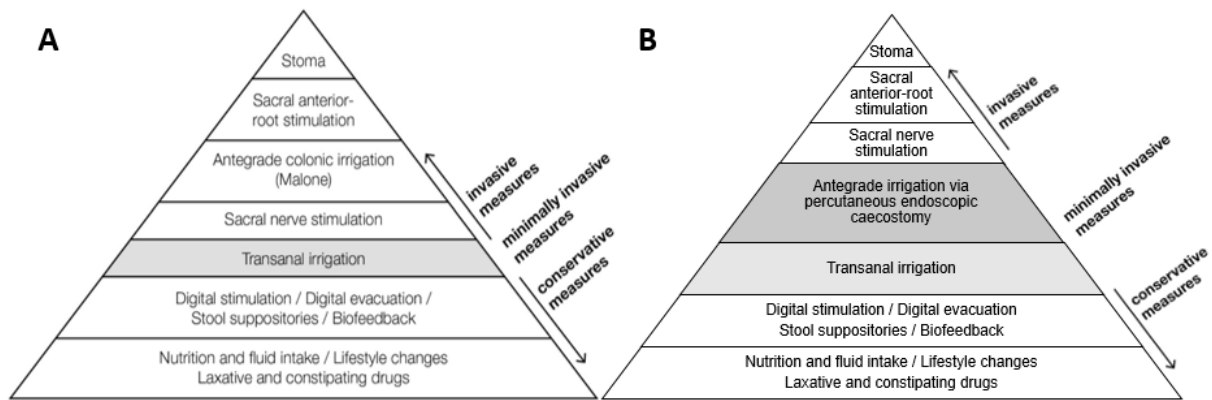 A
Stoma
Sacral anterior-
root stimulation
Antegrade colonic irrigation
(Malone)
Sacral nerve stimulation
Transanal irrigation
Digital stimulation / Digital evacuation /
Stool suppositories / Biofeedback
Nutrition and fluid intake / Lifestyle changes
Laxative and constipating drugs
invasive
measures
minimally invasive
measures
conservative
measures
B
Stoma
Sacral
anterior-root
stimulation
Sacral nerve
stimulation
Antegrade irrigation via
percutaneous endoscopic
caecostomy
Transanal irrigation
Digital stimulation / Digital evacuation
Stool suppositories / Biofeedback
Nutrition and fluid intake / Lifestyle changes
Laxative and constipating drugs
invasive
measures
minimally invasive
measures
conservative
measures